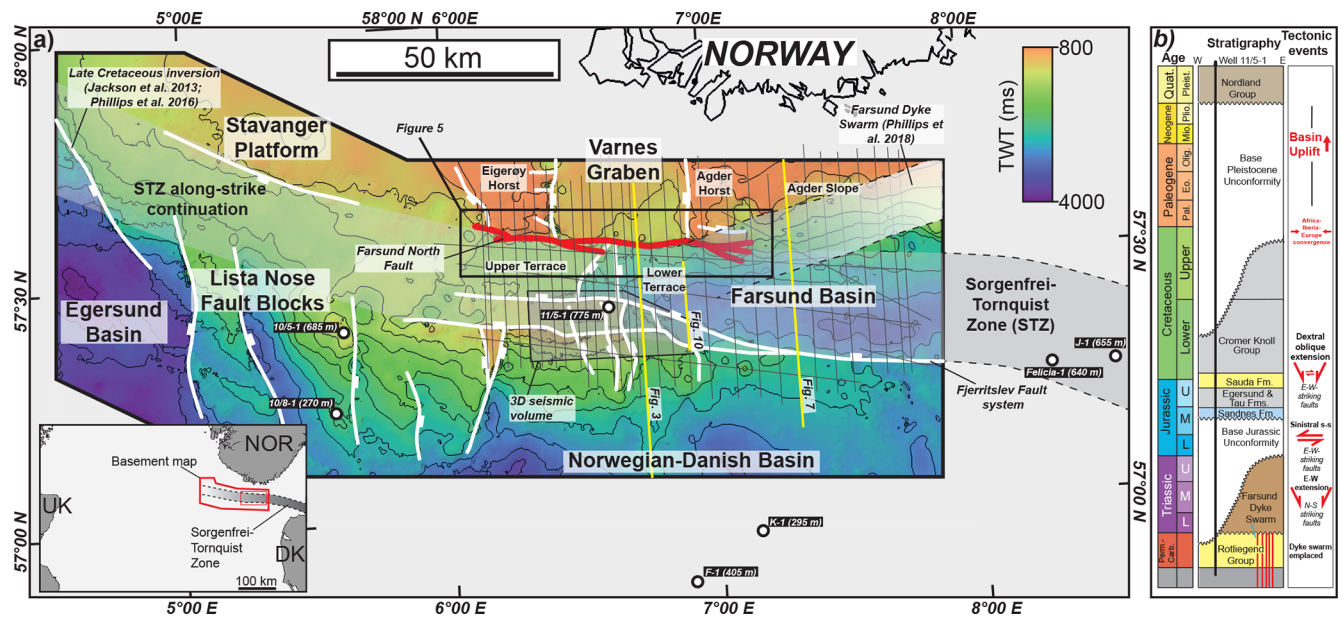 5°00'E
58°00 N 6°00'E
7°00'E
8°00'E
a)
58°00 N
50 km
NORWAY
800
TWT (ms)
4000
Late Cretaceous inversion
(Jackson et al. 2013;
Phillips et al. 2016)
Stavanger
Platform
Figure 5
Farsund Dyke
Swarm (Phillips et
al. 2018)
Varnes
Graben
Eigerøy
Horst
Agder
Horst
Agder Slope
STZ along-strike
continuation
57°30 N
Farsund North
Fault
Upper Terrace
Lower
Terrace
Lista Nose
Fault Blocks
Farsund Basin
Sorgenfrei-
Tornquist
Zone (STZ)
Egersund
Basin
57°30 N
10/5-1 (685 m)
11/5-1 (775 m)
Fig. 10
J-1 (655 m)
Felicia-1 (640 m)
Fjerritslev Fault
system
10/8-1 (270 m)
3D seismic
volume
Fig. 3
Fig. 7
Norwegian-Danish Basin
57°00 N
NOR
Basement map
UK
Sorgenfrei-
Tornquist
Zone
DK
100 km
K-1 (295 m)
F-1 (405 m)
57°00 N
5°00'E
6°00'E
7°00'E
8°00'E
b)
Stratigraphy
Tectonic
events
Age
W Well 11/5-1 E
Quat.
Pleist.
Nordland
Group
Neogene
Plio
Mio
Basin
Uplift
Paleogene
Olig.
Eo.
Pal.
Base
Pleistocene
Unconformity
Africa-
Iberia-
Europe
convergence
Cretaceous
Upper
Lower
Cromer Knoll
Group
Dextral
oblique
extension
E-W-
striking
faults
Jurassic
U
M
L
Sauda Fm.
Egersund &
Tau Fms.
Sandnes Fm.
Base Jurassic
Unconformity
Sinistral s-s
E-W-
striking
faults
Triassic
U
M
L
Farsund
Dyke
Swarm
E-W
extension
N-S
striking
faults
Perm.-
Carb.
Rotliegend
Group
Dyke swarm
emplaced